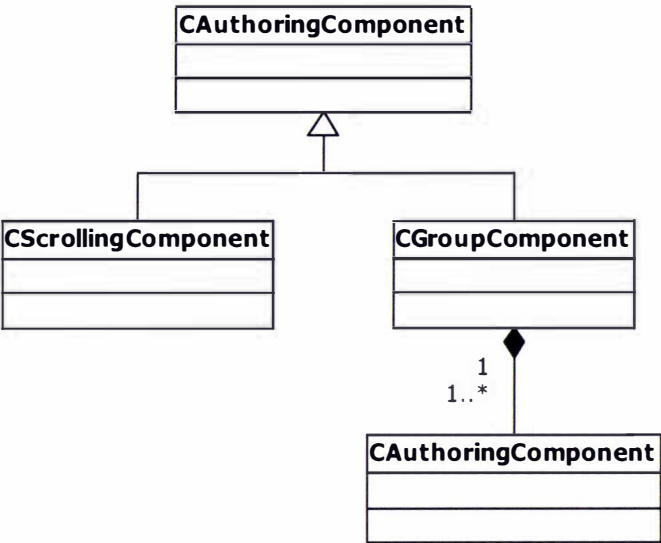 CAuthoringComponent
CScrollingComponent
CGroupComponent
1
1..*
CAuthoringComponent